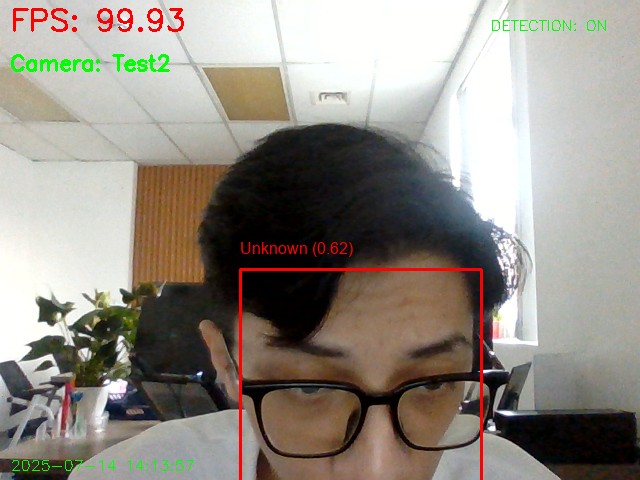 FPS: 99.93
DETECTION: ON
Camera: Test2
Unknown (0.62)
2025-07-14 14:13:57